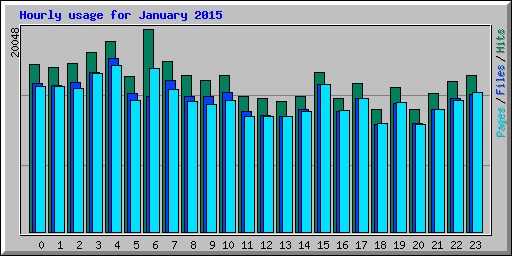 Hourly usage for January 2015
20048
Pages/Files/Hits
0 1 2 3 4 5 6 7 8 9 10 11 12 13 14 15 16 17 18 19 20 21 22 23